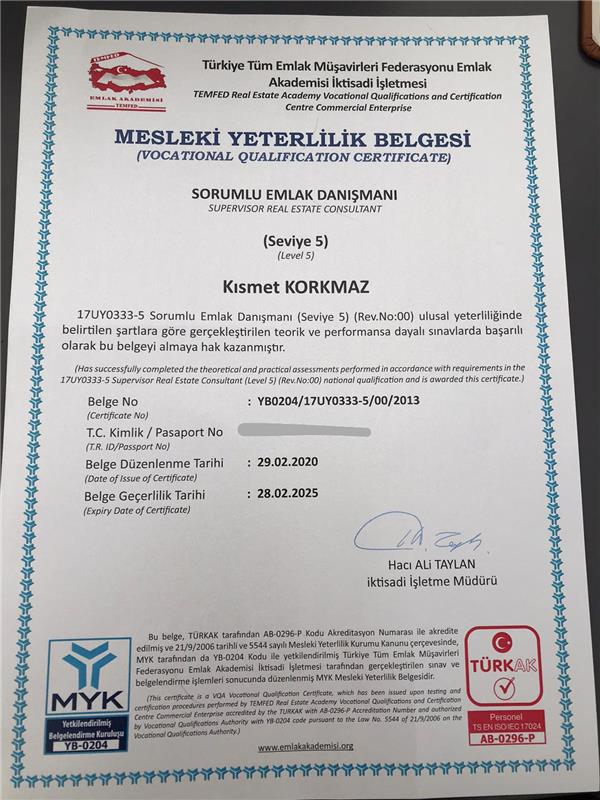 TEMFED
EMLAK AKADEMİSİ
TEMFED
Türkiye Tüm Emlak Müşavirleri Federasyonu Emlak
Akademisi İktisadi İşletmesi
TEMFED Real Estate Academy Vocational Qualifications and Certification
Centre Commercial Enterprise
MESLEKİ YETERLİLİK BELGESİ
(VOCATIONAL QUALIFICATION CERTIFICATE)
SORUMLU EMLAK DANIŞMANI
SUPERVISOR REAL ESTATE CONSULTANT
(Seviye 5)
(Level 5)
Kısmet KORKMAZ
17UY0333-5 Sorumlu Emlak Danışmanı (Seviye 5) (Rev.No:00) ulusal yeterliliğinde
belirtilen şartlara göre gerçekleştirilen teorik ve performansa dayalı sınavlarda başarılı
olarak bu belgeyi almaya hak kazanmıştır.
(Has successfully completed the theoretical and practical assessments performed in accordance with requirements in the
17UY0333-5 Supervisor Real Estate Consultant (Level 5) (Rev.No:00) national qualification and is awarded this certificate.)
Belge No : YB0204/17UY0333-5/00/2013
(Certificate No)
T.C. Kimlik / Pasaport No
(T.R. ID/Passport No)
Belge Düzenlenme Tarihi : 29.02.2020
(Date of Issue of Certificate)
Belge Geçerlilik Tarihi : 28.02.2025
(Expiry Date of Certificate)
Hacı ALi TAYLAN
iktisadi İşletme Müdürü
Bu belge, TÜRKAK tarafından AB-0296-P Kodu Akreditasyon Numarası ile akredite
edilmiş ve 21/9/2006 tarihli ve 5544 sayılı Mesleki Yeterlilik Kurumu Kanunu çerçevesinde,
MYK tarafından da YB-0204 Kodu ile yetkilendirilmiş Türkiye Tüm Emlak Müşavirleri
Federasyonu Emlak Akademisi İktisadi İşletmesi tarafından gerçekleştirilen sınav ve
belgelendirme işlemleri sonucunda düzenlenmiş MYK Mesleki Yeterlilik Belgesidir.
(This certificate is a VQA Vocational Qualification Certificate, which has been issued upon testing and
certification procedures performed by TEMFED Real Estate Academy Vocational Qualifications and Certification
Centre Commercial Enterprise accredited by the TURKAK with AB-0296-P Accreditation Number and authorized
by Vocational Qualifications Authority with YB-0204 code pursuant to the Law No. 5544 of 21/9/2006 on the
Vocational Qualifications Authority.)
www.emlakakademisi.org
MYK
Yetkilendirilmiş
Belgelendirme Kuruluşu
YB-0204
TÜRKAK
Personel
TS EN ISO/IEC 17024
AB-0296-P